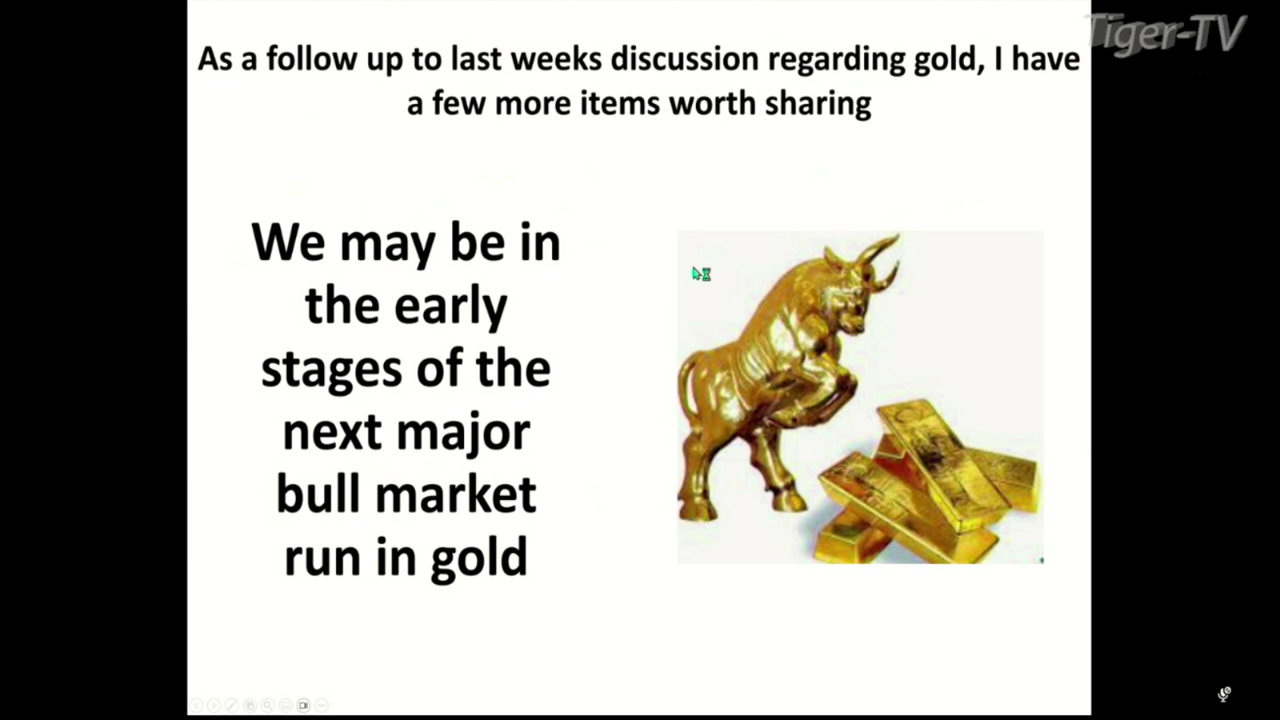 Tiger-TV
As a follow up to last weeks discussion regarding gold, I have
a few more items worth sharing
We may be in
the early
stages of the
next major
bull market
run in gold